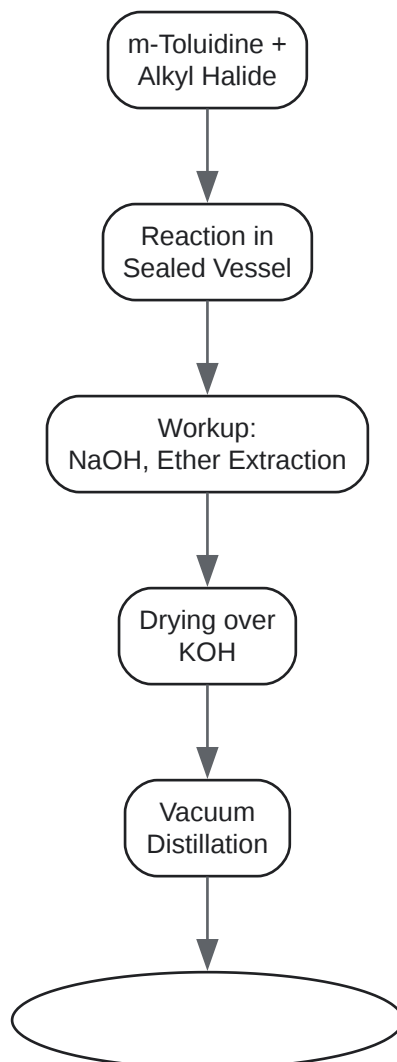 m-Toluidine +
Alkyl Halide
Reaction in
Sealed Vessel
Workup:
NaOH, Ether Extraction
Drying over
KOH
Vacuum
Distillation